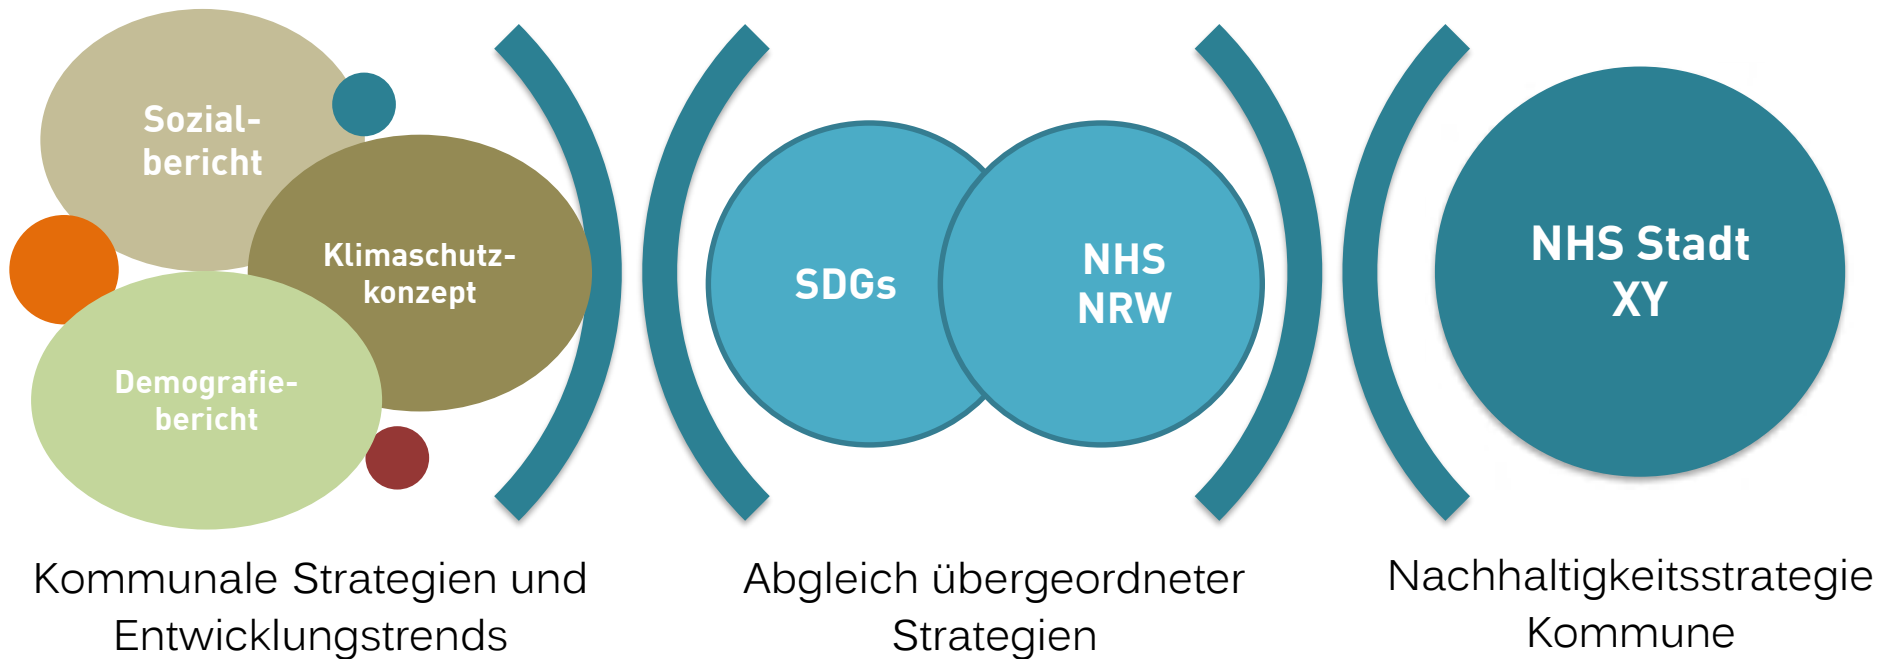 Sozial-
bericht
Klimaschutz-
konzept
Demografie-
bericht
SDGs
NHS
NRW
NHS Stadt
XY
Kommunale Strategien und
Entwicklungstrends
Abgleich übergeordneter
Strategien
Nachhaltigkeitsstrategie
Kommune